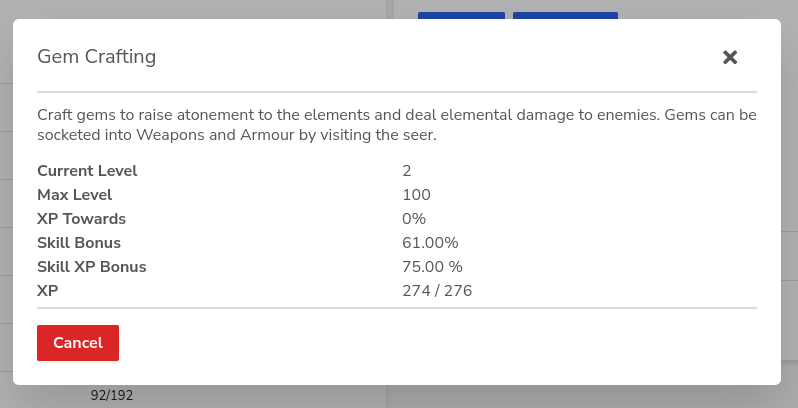 Gem Crafting
Craft gems to raise atonement to the elements and deal elemental damage to enemies. Gems can be
socketed into Weapons and Armour by visiting the seer.
Current Level 2
Max Level 100
XP Towards 0%
Skill Bonus 61.00%
Skill XP Bonus 75.00 %
XP 274 / 276
Cancel
92/192